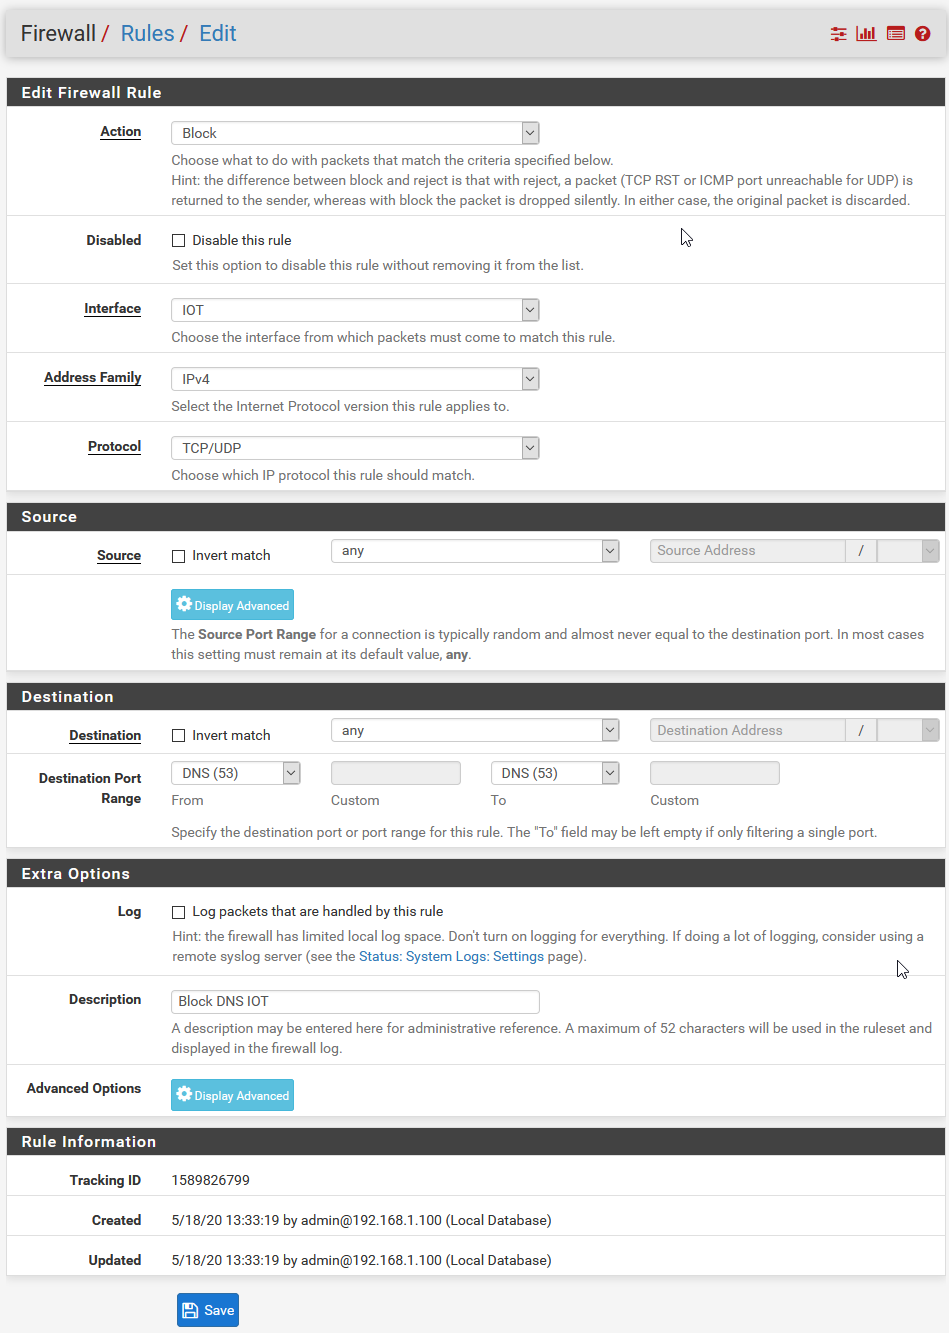 Firewall / Rules / Edit
Edit Firewall Rule
Action
Block
Choose what to do with packets that match the criteria specified below.
Hint: the difference between block and reject is that with reject, a packet (TCP RST or ICMP port unreachable for UDP) is
returned to the sender, whereas with block the packet is dropped silently. In either case, the original packet is discarded.
Disabled
Disable this rule
Set this option to disable this rule without removing it from the list.
Interface
IOT
Choose the interface from which packets must come to match this rule.
Address Family
IPv4
Select the Internet Protocol version this rule applies to.
Protocol
TCP/UDP
Choose which IP protocol this rule should match.
Source
Source
Invert match
any
Source Address
/
Display Advanced
The Source Port Range for a connection is typically random and almost never equal to the destination port. In most cases
this setting must remain at its default value, any.
Destination
Destination
Invert match
any
Destination Address
/
Destination Port
Range
DNS (53)
DNS (53)
From
Custom
To
Custom
Specify the destination port or port range for this rule. The "To" field may be left empty if only filtering a single port.
Extra Options
Log
Log packets that are handled by this rule
Hint: the firewall has limited local log space. Don't turn on logging for everything. If doing a lot of logging, consider using a
remote syslog server (see the Status: System Logs: Settings page).
Description
Block DNS IOT
A description may be entered here for administrative reference. A maximum of 52 characters will be used in the ruleset and
displayed in the firewall log.
Advanced Options
Display Advanced
Rule Information
Tracking ID
1589826799
Created
5/18/20 13:33:19 by admin@192.168.1.100 (Local Database)
Updated
5/18/20 13:33:19 by admin@192.168.1.100 (Local Database)
Save